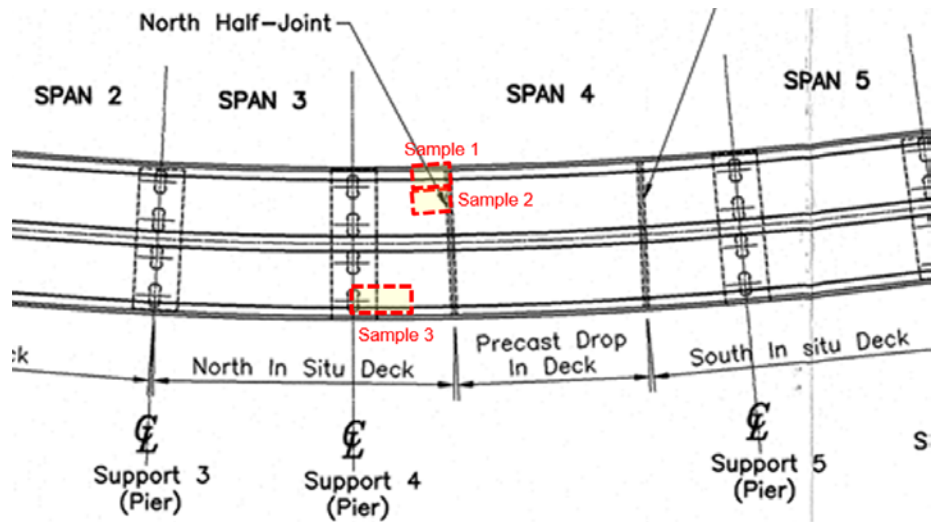 North Half-Joint
SPAN 2
SPAN 3
SPAN 4
SPAN 5
Sample 1
Sample 2
Sample 3
ck
North In Situ Deck
Precast Drop
In Deck
South In situ Deck
℄
Support 3
(Pier)
℄
Support 4
(Pier)
℄
Support 5
(Pier)
S